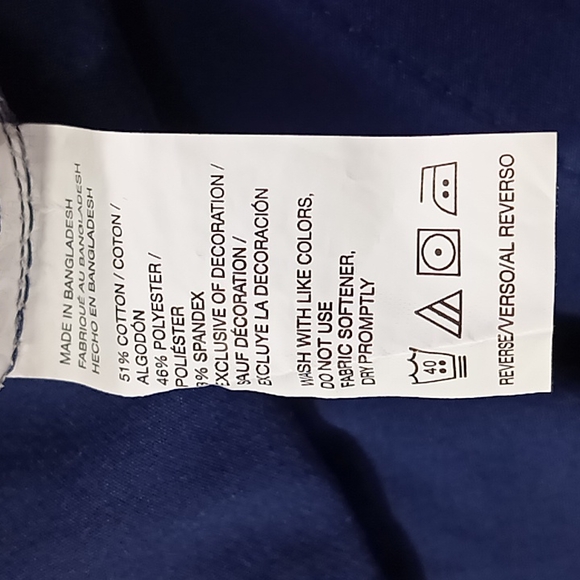 MADE IN BANGLADESH
FABRIQUÉ AU BANGLADESH
HECHO EN BANGLADESH
51% COTTON / COTON /
ALGODÓN
46% POLYESTER /
POLIÉSTER
3% SPANDEX
EXCLUSIVE OF DECORATION /
SAUF DÉCORATION /
EXCLUYE LA DECORACIÓN
WASH WITH LIKE COLORS,
DO NOT USE
FABRIC SOFTENER,
DRY PROMPTLY
40
REVERSE/VERSO/AL REVERSO